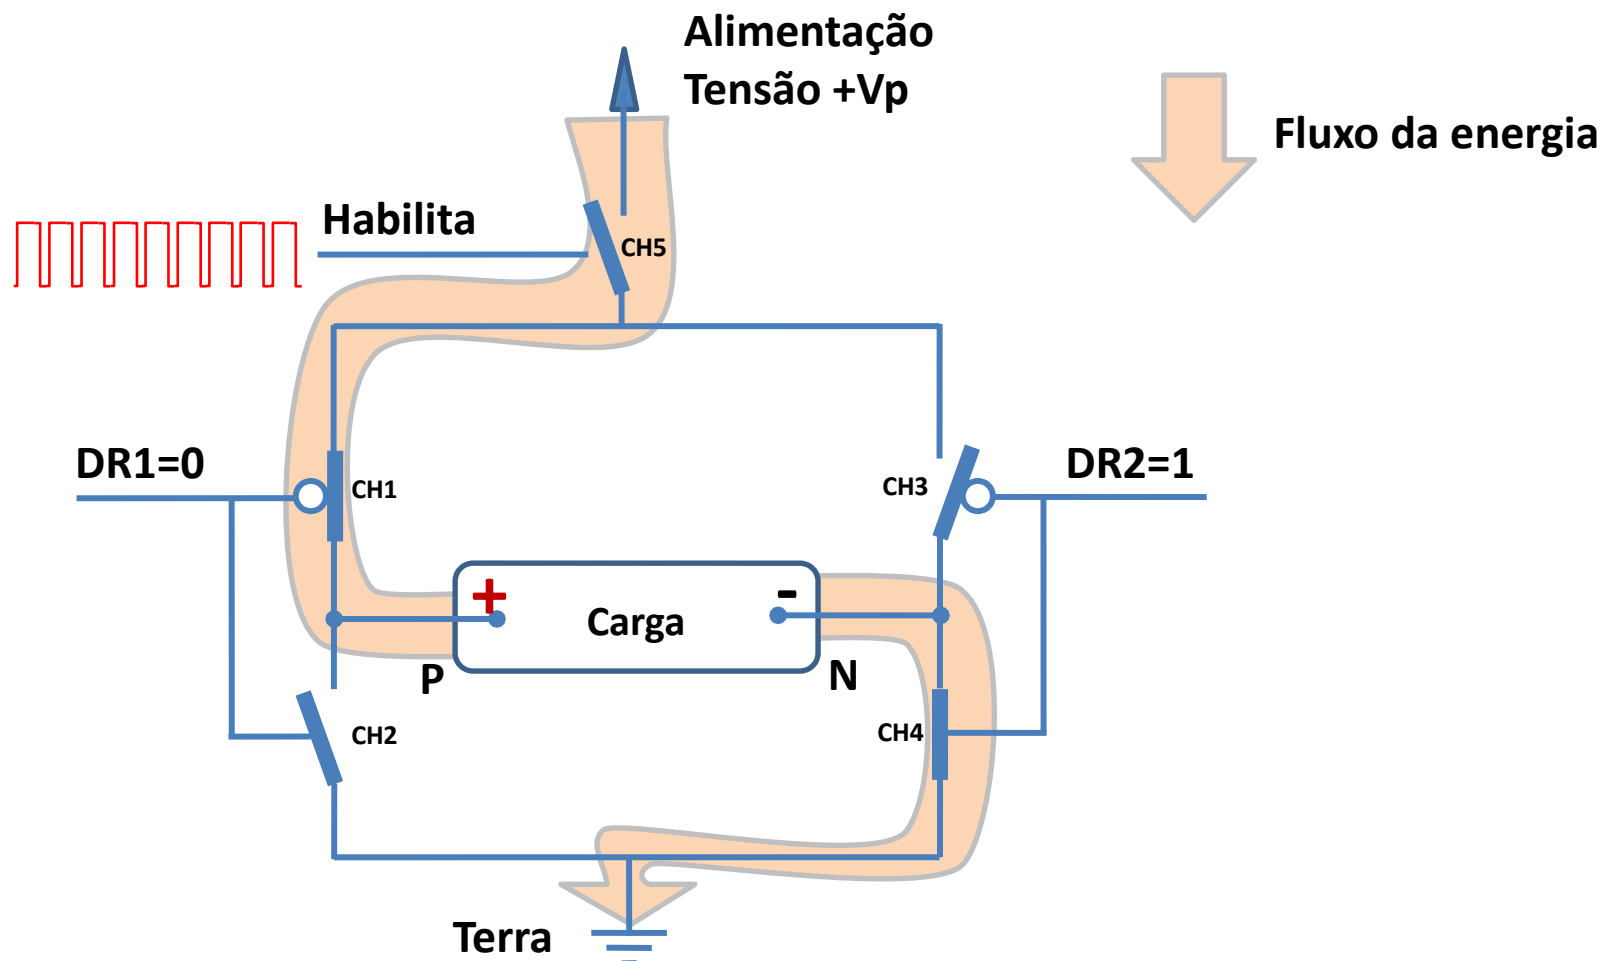 Alimentação
Tensão +Vp
Fluxo da energia
Habilita
CH5
DR1=0
CH1
CH3
DR2=1
+
-
Carga
P
N
CH2
CH4
Terra